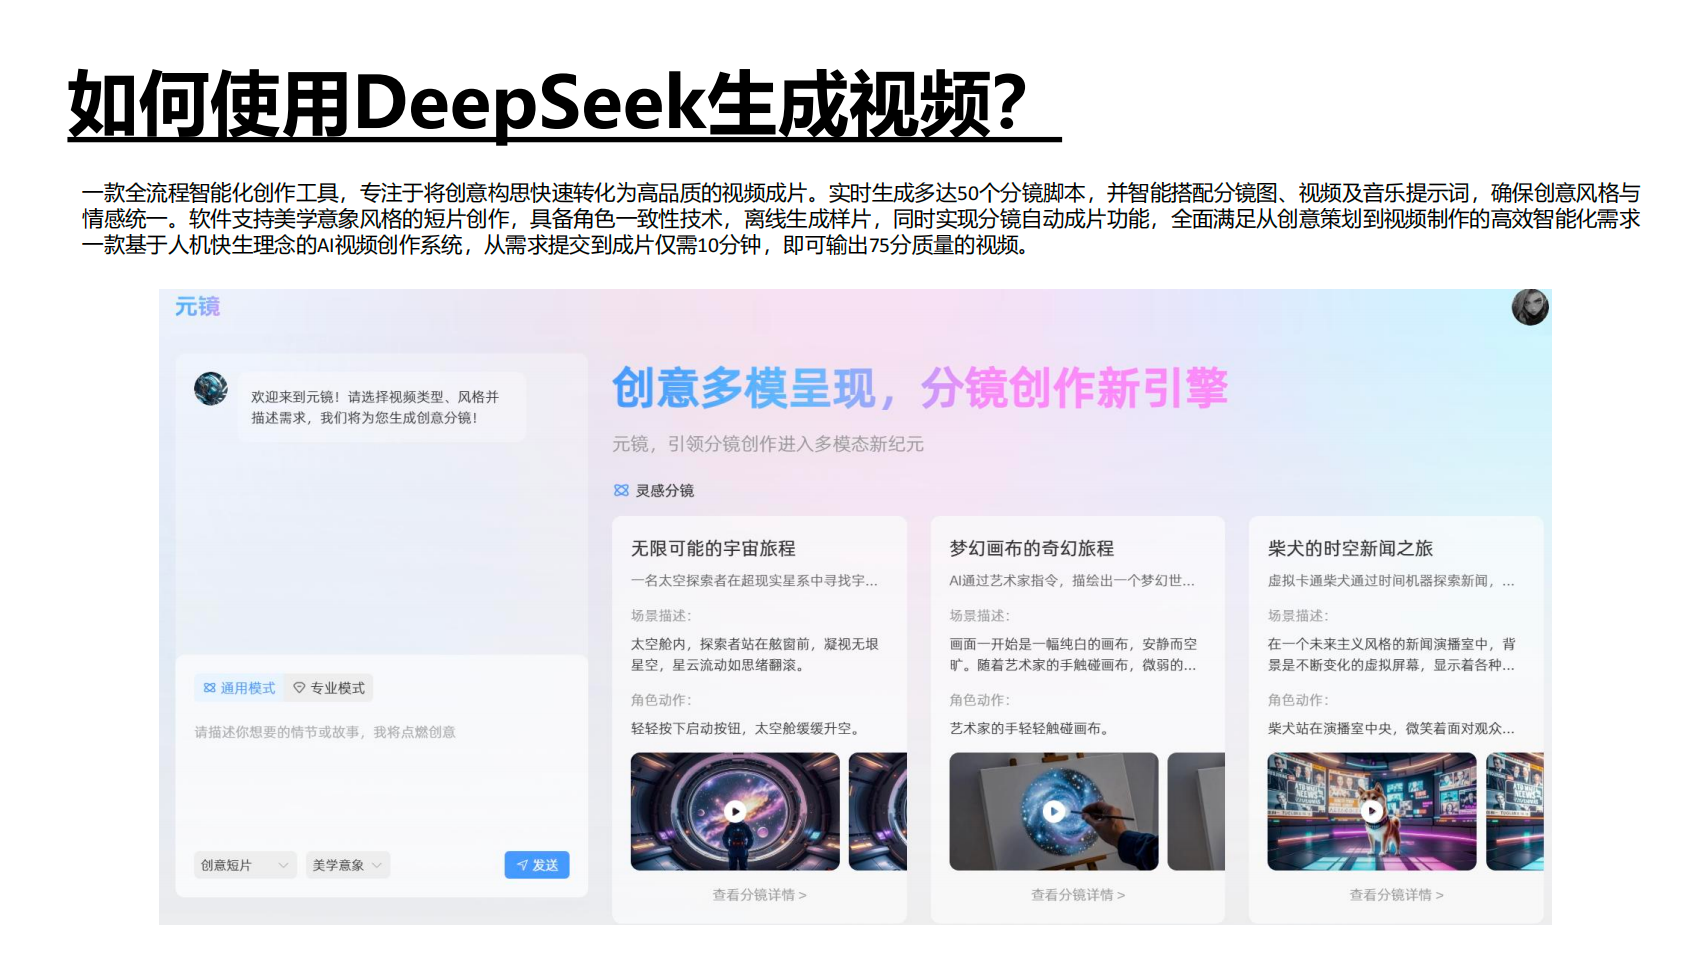 如何使用DeepSeek生成视频？
一款全流程智能化创作工具，专注于将创意构思快速转化为高品质的视频成片。实时生成多达50个分镜脚本，并智能搭配分镜图、视频及音乐提示词，确保创意风格与
情感统一。软件支持美学意象风格的短片创作，具备角色一致性技术，离线生成样片，同时实现分镜自动成片功能，全面满足从创意策划到视频制作的高效智能化需求
一款基于人机快生理念的AI视频创作系统，从需求提交到成片仅需10分钟，即可输出75分质量的视频。
元镜
欢迎来到元镜！请选择视频类型、风格并
描述需求，我们将为您生成创意分镜！
通用模式 专业模式
请描述你想要的情节或故事，我将点燃创意
创意短片 美学意象 发送
创意多模呈现，分镜创作新引擎
元镜，引领分镜创作进入多模态新纪元
灵感分镜
无限可能的宇宙旅程
一名太空探索者在超现实星系中寻找宇...
场景描述：
太空舱内，探索者站在舷窗前，凝视无垠
星空，星云流动如思绪翻滚。
角色动作：
轻轻按下启动按钮，太空舱缓缓升空。
查看分镜详情 >
梦幻画布的奇幻旅程
AI通过艺术家指令，描绘出一个梦幻世...
场景描述：
画面一开始是一幅纯白的画布，安静而空
旷。随着艺术家的手触碰画布，微弱的...
角色动作：
艺术家的手轻轻触碰画布。
查看分镜详情 >
柴犬的时空新闻之旅
虚拟卡通柴犬通过时间机器探索新闻，...
场景描述：
在一个未来主义风格的新闻演播室中，背
景是不断变化的虚拟屏幕，显示着各种...
角色动作：
柴犬站在演播室中央，微笑着面对观众...
查看分镜详情 >